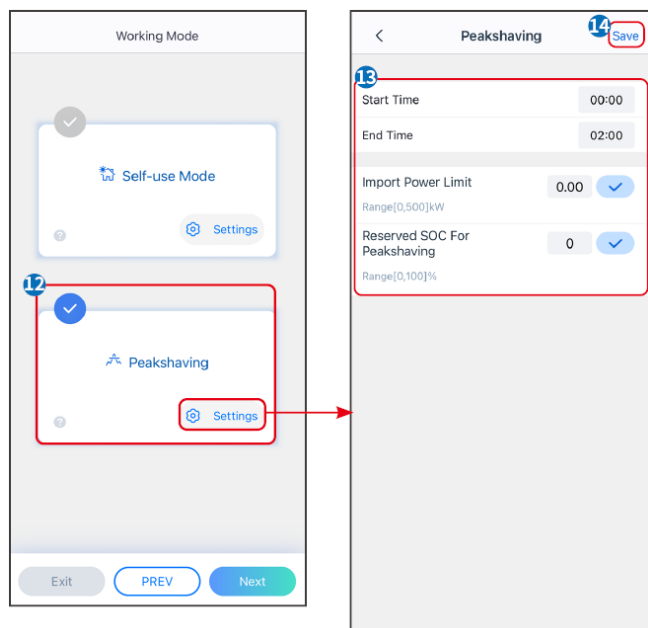 Working Mode
Self-use Mode
?
Settings
12
Peakshaving
?
Settings
Exit
PREV
Next
<
Peakshaving
14
Save
13
Start Time
00:00
End Time
02:00
Import Power Limit
0.00
Range[0,500]kW
Reserved SOC For
Peakshaving
0
Range[0,100]%